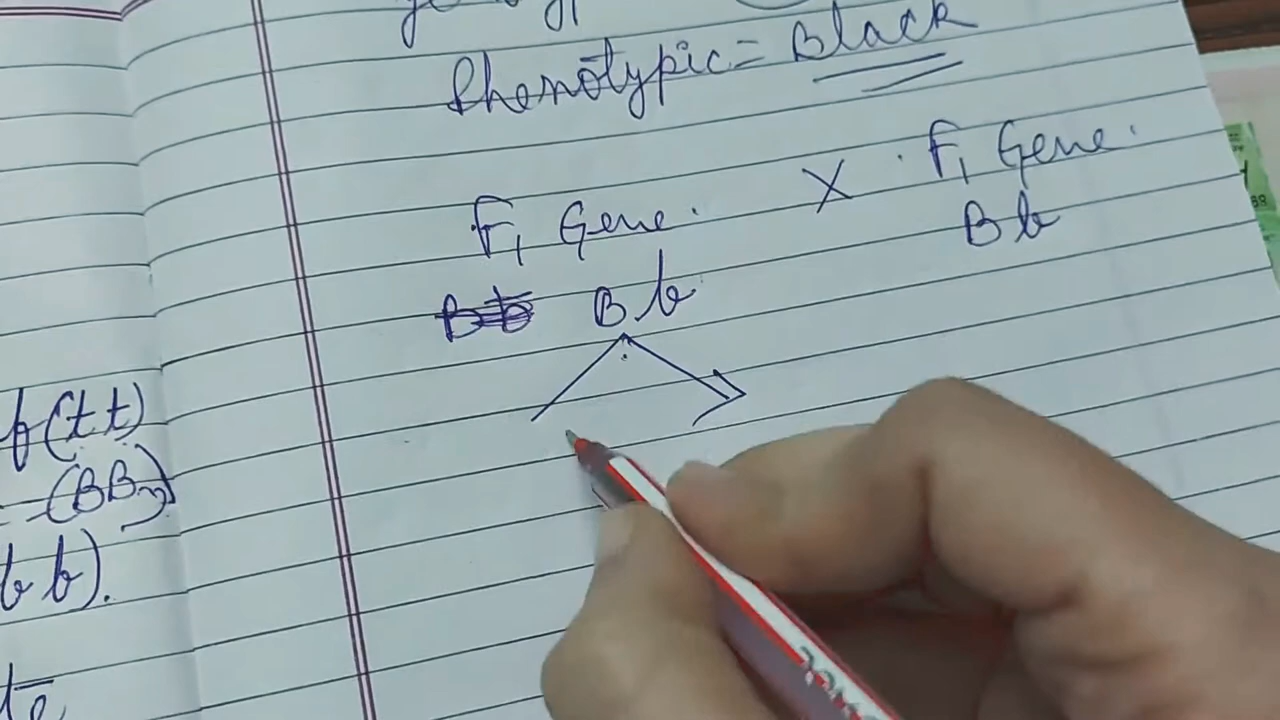 Phenotypic = Black
F1 Gene. X F1 Gene.
Bb Bb Bb
(tt)
(BB)
bb).